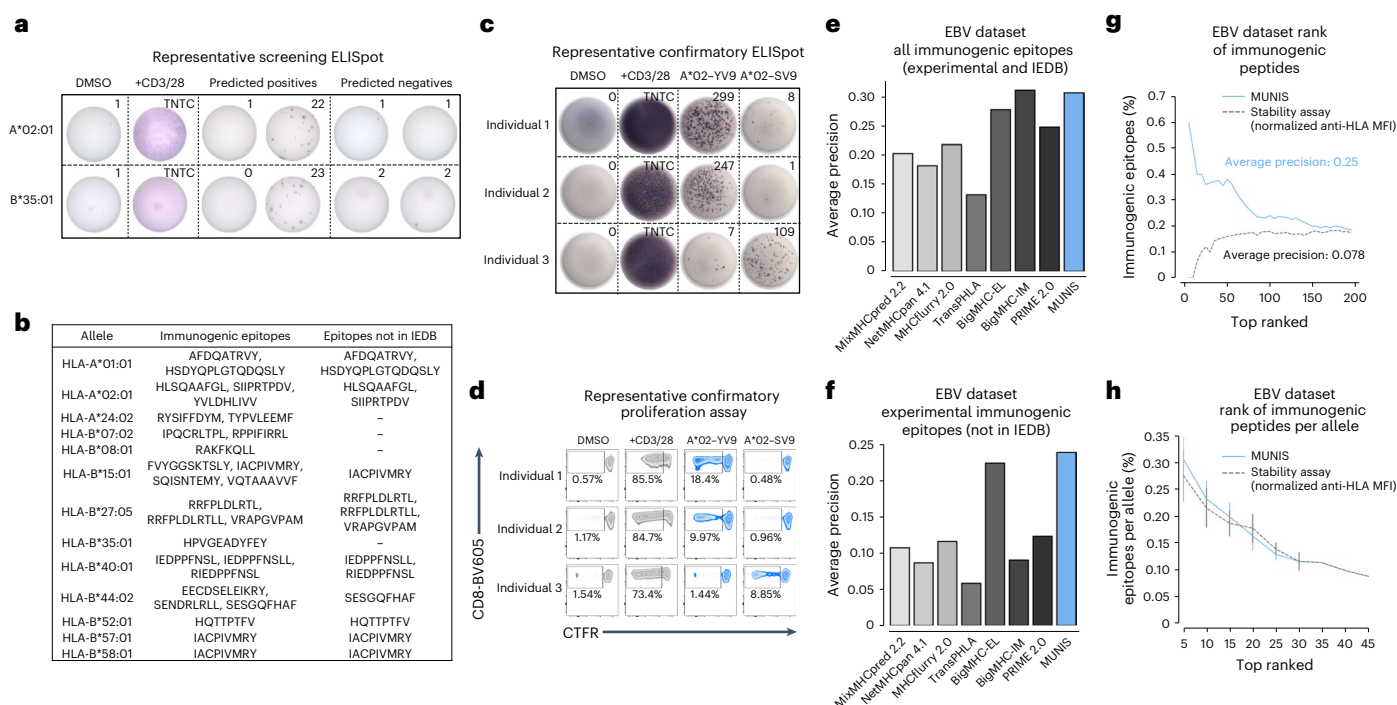 a
Representative screening ELISpot
DMSO +CD3/28 Predicted positives Predicted negatives
A*02:01 1 TNTC 1 22 1 1
B*35:01 1 TNTC 0 23 2 2
b
Allele Immunogenic epitopes Epitopes not in IEDB
HLA-A*01:01 AFDQATRVY, HSDYQPLGTQDQSLY AFDQATRVY, HSDYQPLGTQDQSLY
HLA-A*02:01 HLSQAAFGL, SIIPRTPDV, YVLDHLIVV HLSQAAFGL, SIIPRTPDV
HLA-A*24:02 RYSIFFDYM, TYPVLEEMF –
HLA-B*07:02 IPQCRLTPL, RPPIFIRRL –
HLA-B*08:01 RAKFKQLL –
HLA-B*15:01 FVYGGSKTSLY, IACPIVMRY, SQISNTEMY, VQTAAAVVF IACPIVMRY
HLA-B*27:05 RRFPLDLRTL, RRFPLDLRTLL, VRAPGVPAM RRFPLDLRTL, RRFPLDLRTLL, VRAPGVPAM
HLA-B*35:01 HPVGEADYFEY –
HLA-B*40:01 IEDPPFNSL, IEDPPFNSLL, RIEDPPFNSL IEDPPFNSLL, RIEDPPFNSL
HLA-B*44:02 EECDSELEIKRY, SENDRLRLL, SESGQFHAF SESGQFHAF
HLA-B*52:01 HQTTPTFV HQTTPTFV
HLA-B*57:01 IACPIVMRY IACPIVMRY
HLA-B*58:01 IACPIVMRY IACPIVMRY
c
Representative confirmatory ELISpot
DMSO +CD3/28 A*02–YV9 A*02–SV9
Individual 1 0 TNTC 299 8
Individual 2 0 TNTC 247 1
Individual 3 0 TNTC 7 109
d
Representative confirmatory
proliferation assay
DMSO +CD3/28 A*02–YV9 A*02–SV9
Individual 1 0.57% 85.5% 18.4% 0.48%
Individual 2 1.17% 84.7% 9.97% 0.96%
Individual 3 1.54% 73.4% 1.44% 8.85%
CD8-BV605
CTFR
e
EBV dataset
all immunogenic epitopes
(experimental and IEDB)
Average precision
0.30
0.25
0.20
0.15
0.10
0.05
0
MixMHCpred 2.2
NetMHCpan 4.1
MHCflurry 2.0
TransPHLA
BigMHC-EL
BigMHC-IM
PRIME 2.0
MUNIS
f
EBV dataset
experimental immunogenic
epitopes (not in IEDB)
Average precision
0.25
0.20
0.15
0.10
0.05
0
MixMHCpred 2.2
NetMHCpan 4.1
MHCflurry 2.0
TransPHLA
BigMHC-EL
BigMHC-IM
PRIME 2.0
MUNIS
g
EBV dataset rank
of immunogenic
peptides
Immunogenic epitopes (%)
0.7
0.6
0.5
0.4
0.3
0.2
0.1
0
MUNIS
Stability assay
(normalized anti-HLA MFI)
Average precision: 0.25
Average precision: 0.078
0 50 100 150 200
Top ranked
h
EBV dataset
rank of immunogenic
peptides per allele
Immunogenic
epitopes per allele (%)
0.35
0.30
0.25
0.20
0.15
0.10
0.05
0
MUNIS
Stability assay
(normalized anti-HLA MFI)
5 10 15 20 25 30 35 40 45
Top ranked